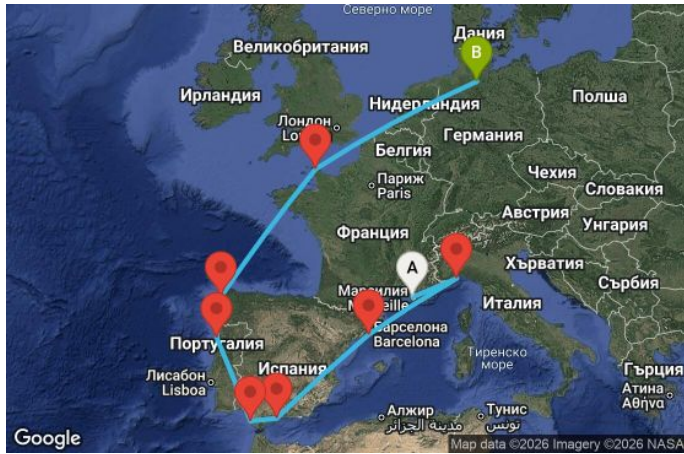 Северно море
Дания
B
Великобритания
Ирландия
Нидерландия
Полша
Лондон
Германия
Белгия
Чехия
Париж
Paris
Словакия
Австрия
Унгария
Франция
A
Хърватия
Сърбия
Марсилия
Италия
Барселона
Barcelona
Португалия
Тиренско
море
Испания
Гърция
Лисабон
Lisboa
Атина
Αθήνα
Алжир
مدينة الجزائر
Тунис
تونس
Google
Map data ©2026 Imagery ©2026 NASA